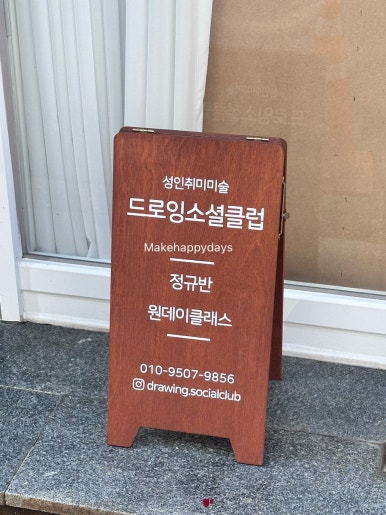 성인취미미술
드로잉소셜클럽
Makehappydays
정규반
원데이클래스
010-9507-9856
drawing.socialclub